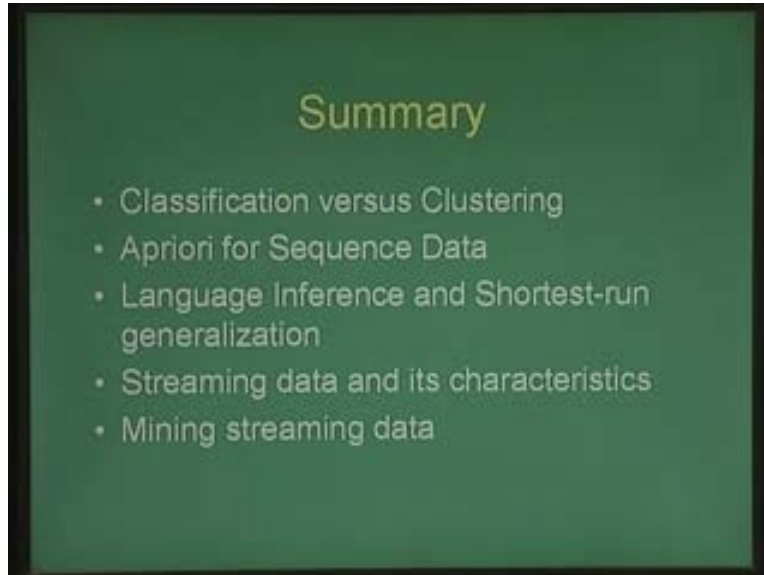 Summary
• Classification versus Clustering
• Apriori for Sequence Data
• Language Inference and Shortest-run
generalization
• Streaming data and its characteristics
• Mining streaming data